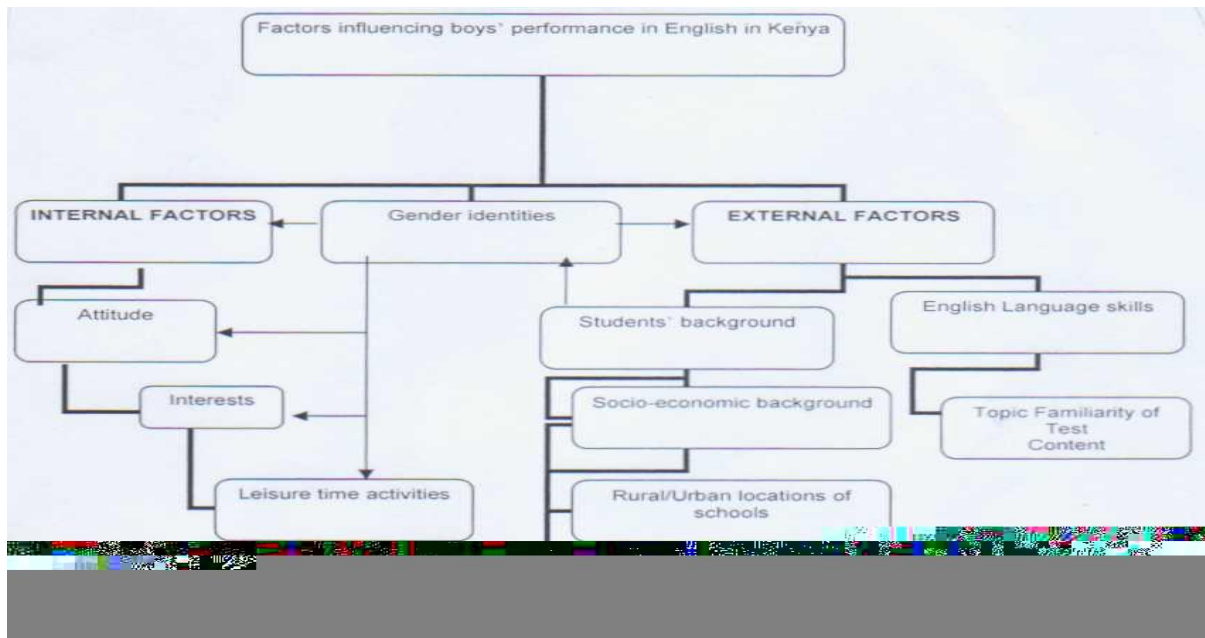 Factors influencing boys' performance in English in Kenya
INTERNAL FACTORS
Gender identities
EXTERNAL FACTORS
Attitude
Students' background
English Language skills
Interests
Socio-economic background
Topic Familiarity of
Test
Content
Leisure time activities
Rural/Urban locations of
schools